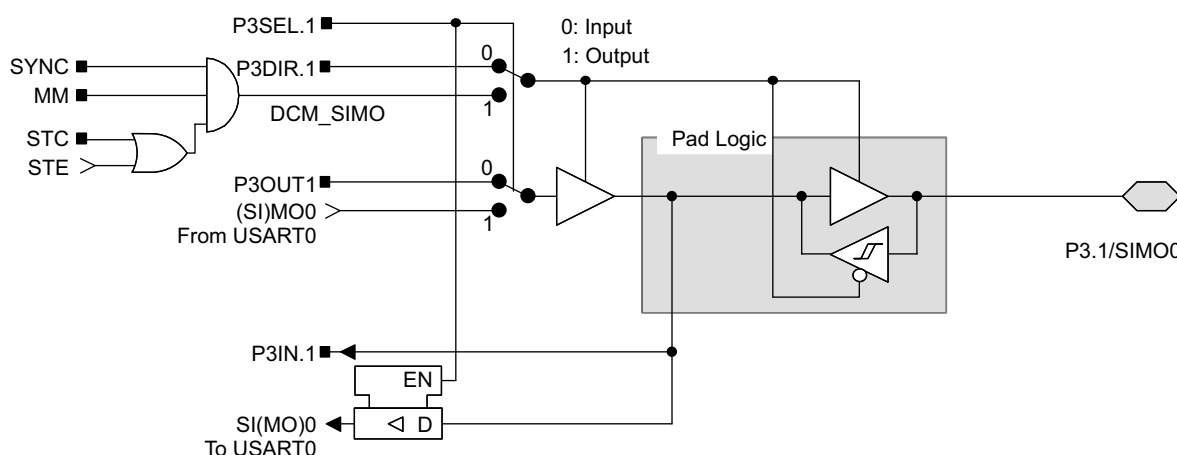 P3SEL.1
0: Input
1: Output
SYNC
P3DIR.1
0
MM
1
DCM_SIMO
STC
STE
Pad Logic
P3OUT1
0
(SI)MO0
1
From USART0
P3.1/SIMO0
P3IN.1
EN
SI(MO)0
D
To USART0